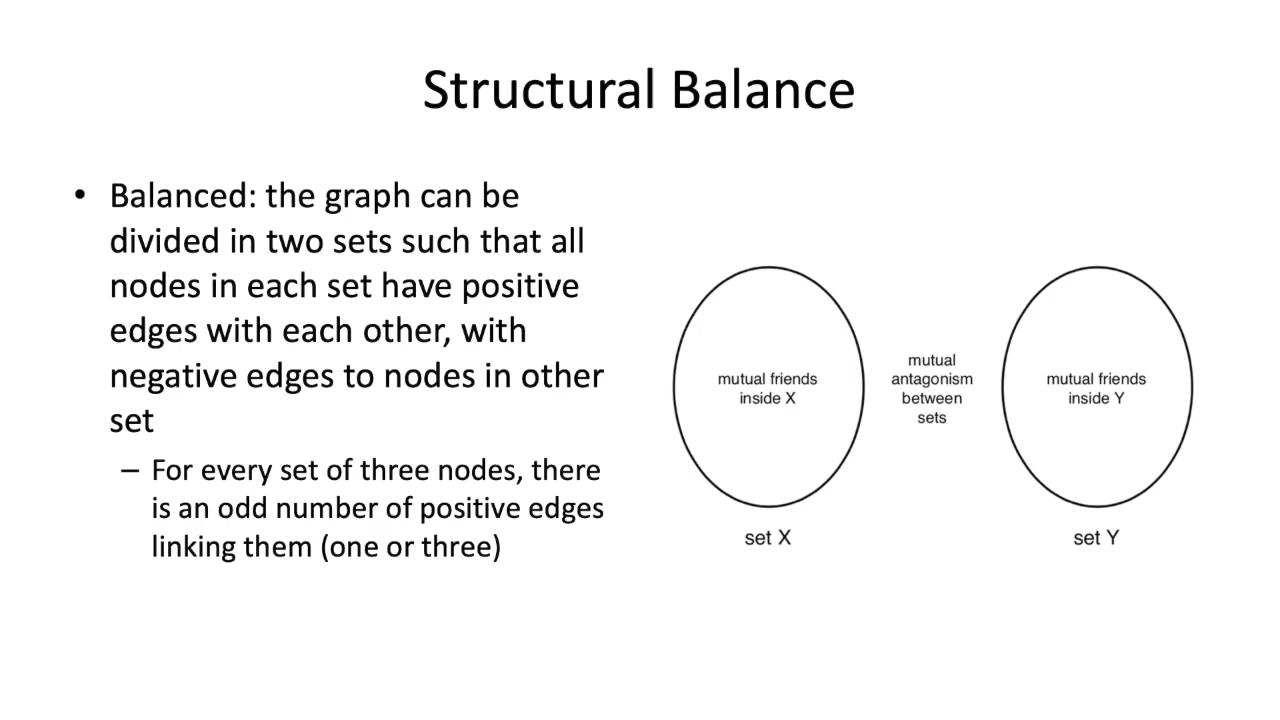 Structural Balance
• Balanced: the graph can be
divided in two sets such that all
nodes in each set have positive
edges with each other, with
negative edges to nodes in other
set
– For every set of three nodes, there
is an odd number of positive edges
linking them (one or three)
mutual friends
inside X
mutual
antagonism
between
sets
mutual friends
inside Y
set X
set Y